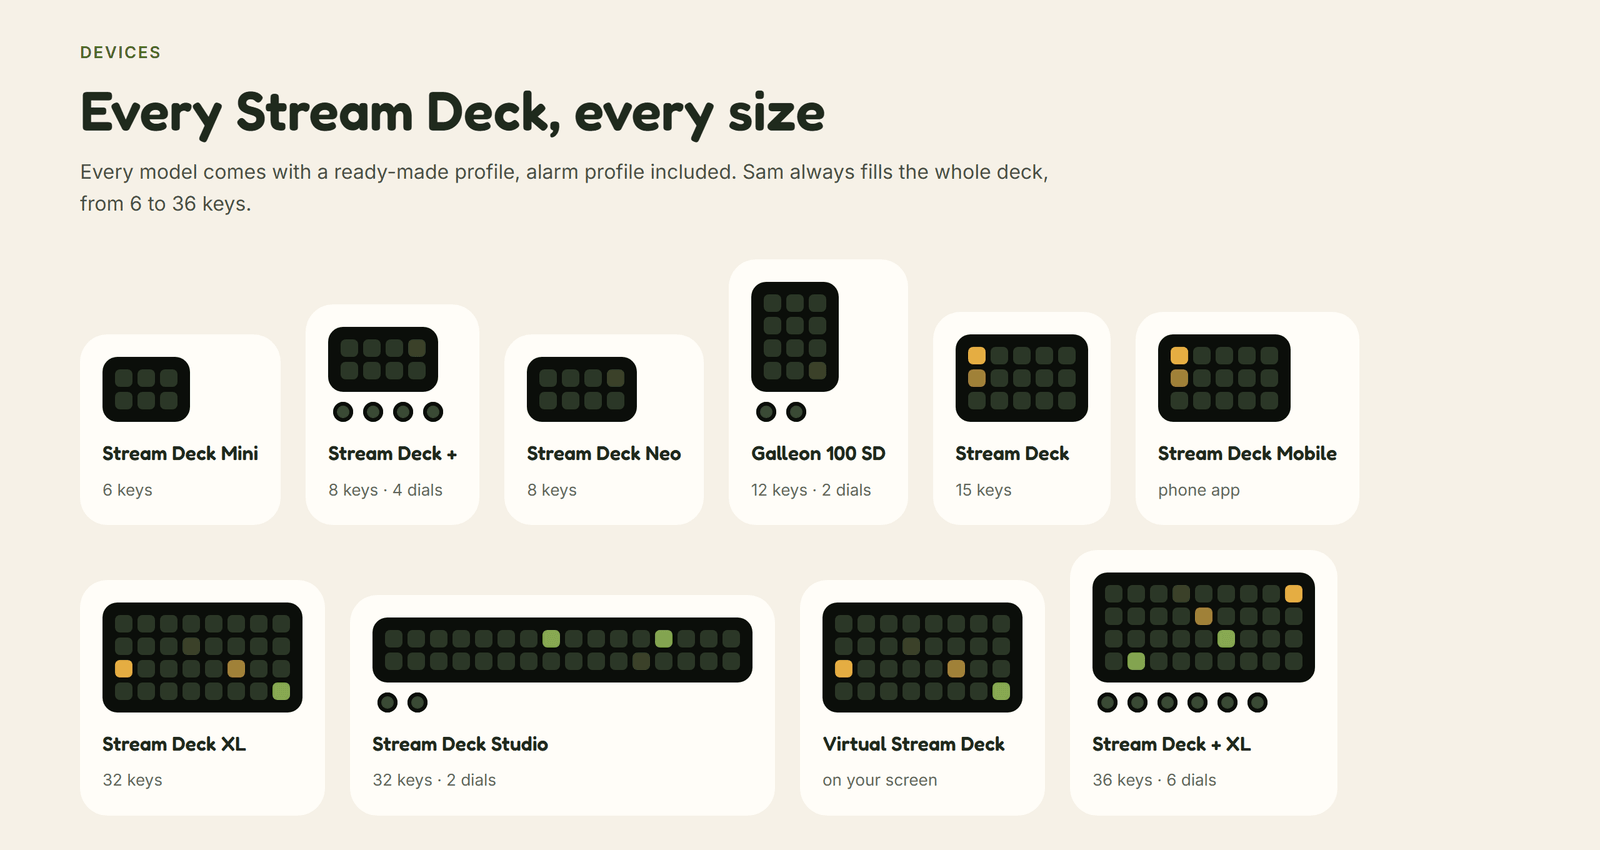 DEVICES
Every Stream Deck, every size
Every model comes with a ready-made profile, alarm profile included. Sam always fills the whole deck,
from 6 to 36 keys.
Stream Deck Mini
6 keys
Stream Deck +
8 keys · 4 dials
Stream Deck Neo
8 keys
Galleon 100 SD
12 keys · 2 dials
Stream Deck
15 keys
Stream Deck Mobile
phone app
Stream Deck XL
32 keys
Stream Deck Studio
32 keys · 2 dials
Virtual Stream Deck
on your screen
Stream Deck + XL
36 keys · 6 dials